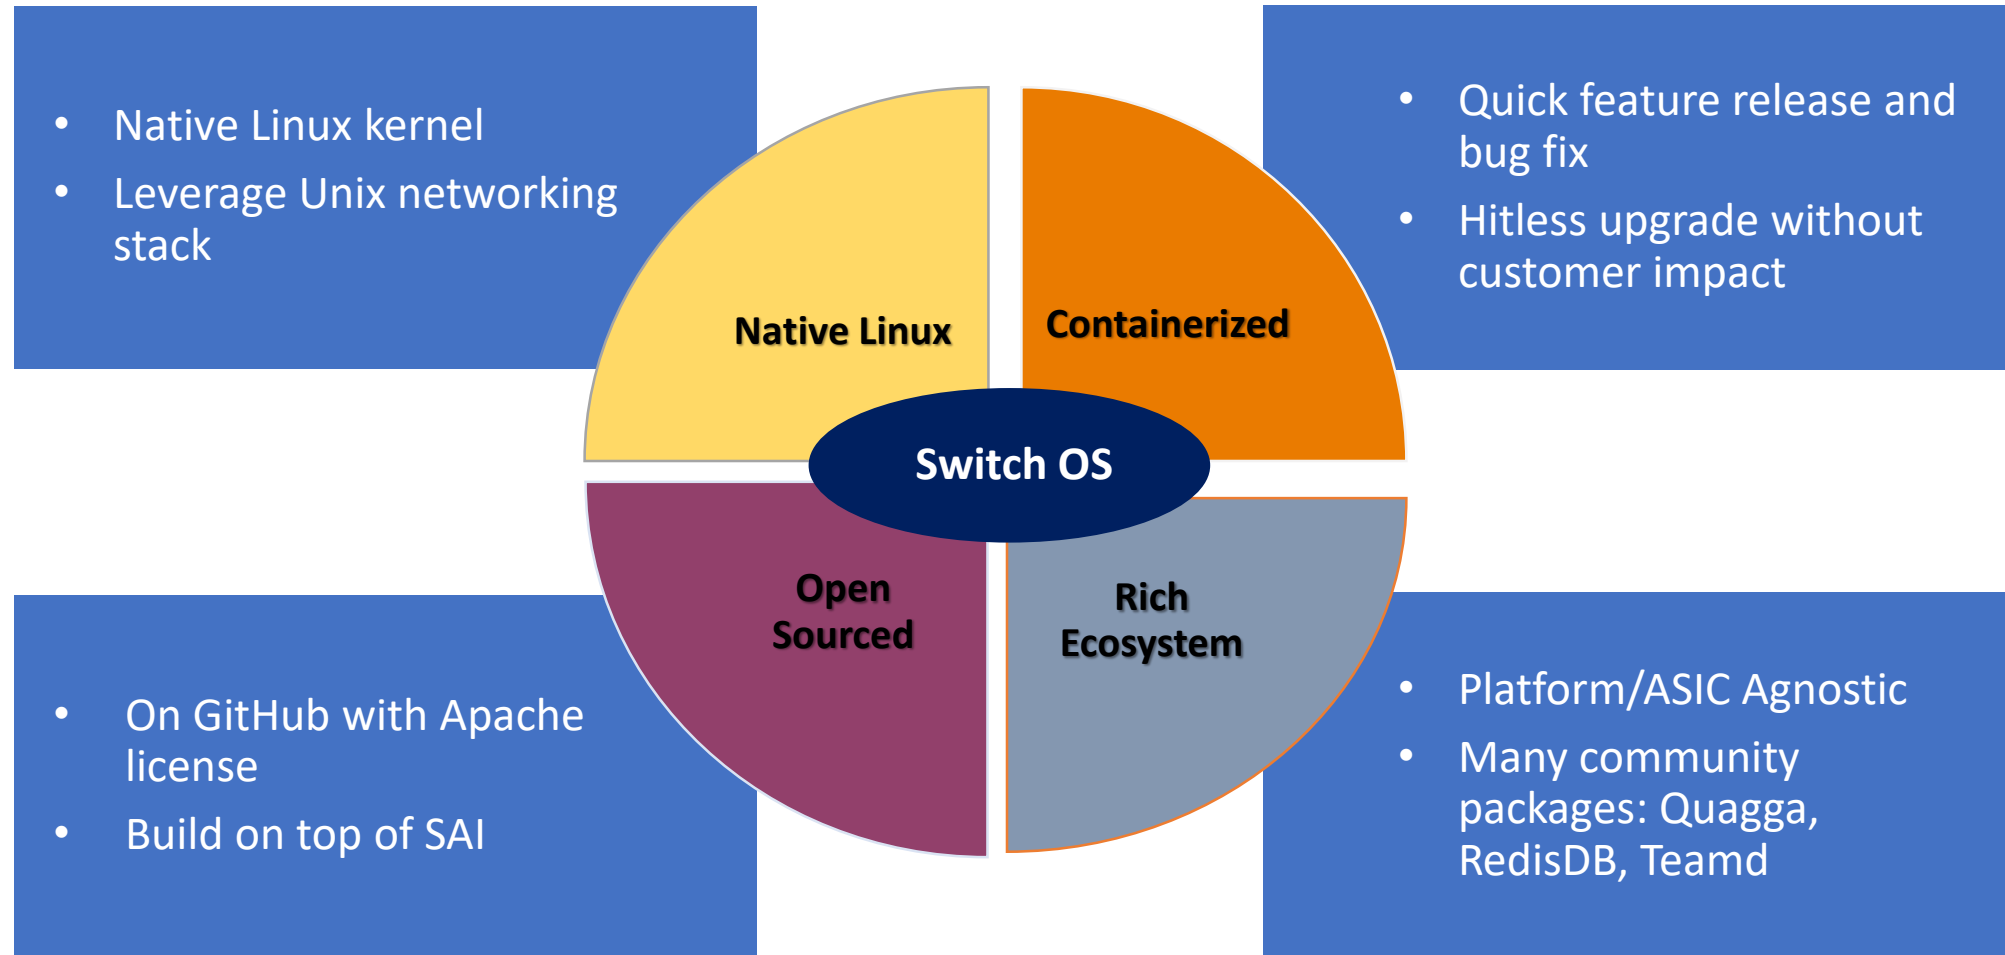 • Native Linux kernel
• Leverage Unix networking
stack
• Quick feature release and
bug fix
• Hitless upgrade without
customer impact
Native Linux
Containerized
Switch OS
Open
Sourced
Rich
Ecosystem
• On GitHub with Apache
license
• Build on top of SAI
• Platform/ASIC Agnostic
• Many community
packages: Quagga,
RedisDB, Teamd